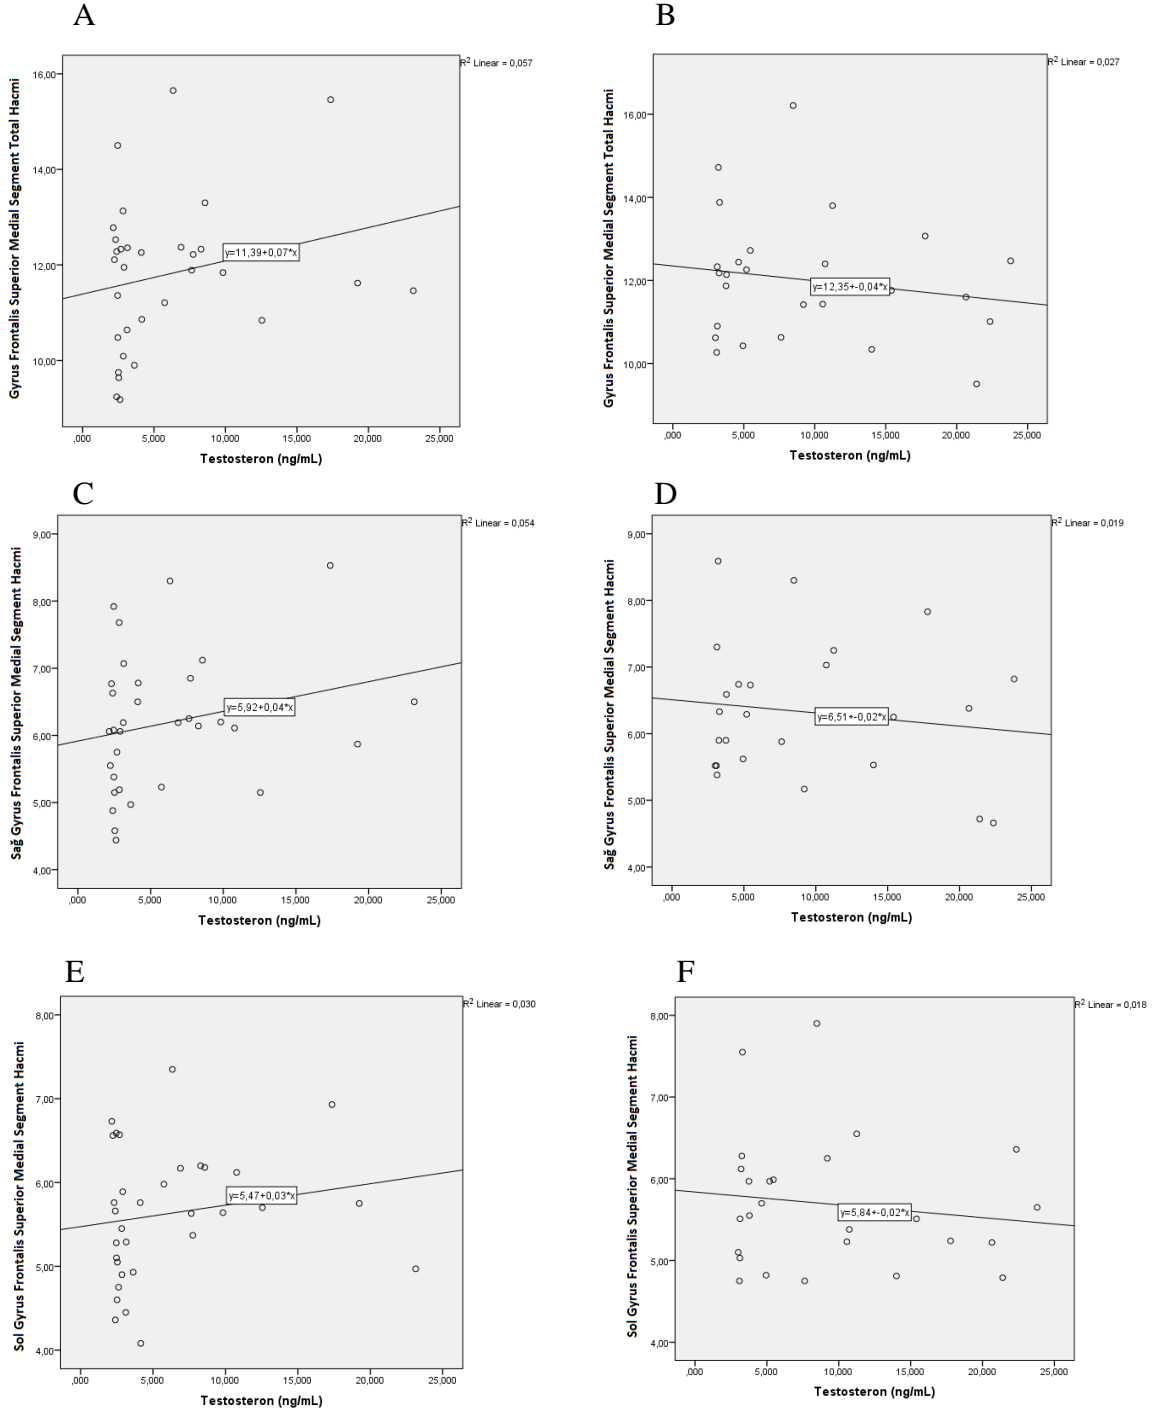 A
R² Linear = 0,057
Gyrus Frontalis Superior Medial Segment Total Hacmi
16,00
14,00
12,00
10,00
y=11,39+0,07*x
,000 5,000 10,000 15,000 20,000 25,000
Testosteron (ng/mL)
B
R² Linear = 0,027
Gyrus Frontalis Superior Medial Segment Total Hacmi
16,00
14,00
12,00
10,00
y=12,35+-0,04*x
,000 5,000 10,000 15,000 20,000 25,000
Testosteron (ng/mL)
C
R² Linear = 0,054
Sağ Gyrus Frontalis Superior Medial Segment Hacmi
9,00
8,00
7,00
6,00
5,00
4,00
y=5,92+0,04*x
,000 5,000 10,000 15,000 20,000 25,000
Testosteron (ng/mL)
D
R² Linear = 0,019
Sağ Gyrus Frontalis Superior Medial Segment Hacmi
9,00
8,00
7,00
6,00
5,00
4,00
y=6,51+-0,02*x
,000 5,000 10,000 15,000 20,000 25,000
Testosteron (ng/mL)
E
R² Linear = 0,030
Sol Gyrus Frontalis Superior Medial Segment Hacmi
8,00
7,00
6,00
5,00
4,00
y=5,47+0,03*x
,000 5,000 10,000 15,000 20,000 25,000
Testosteron (ng/mL)
F
R² Linear = 0,018
Sol Gyrus Frontalis Superior Medial Segment Hacmi
8,00
7,00
6,00
5,00
4,00
y=5,84+-0,02*x
,000 5,000 10,000 15,000 20,000 25,000
Testosteron (ng/mL)